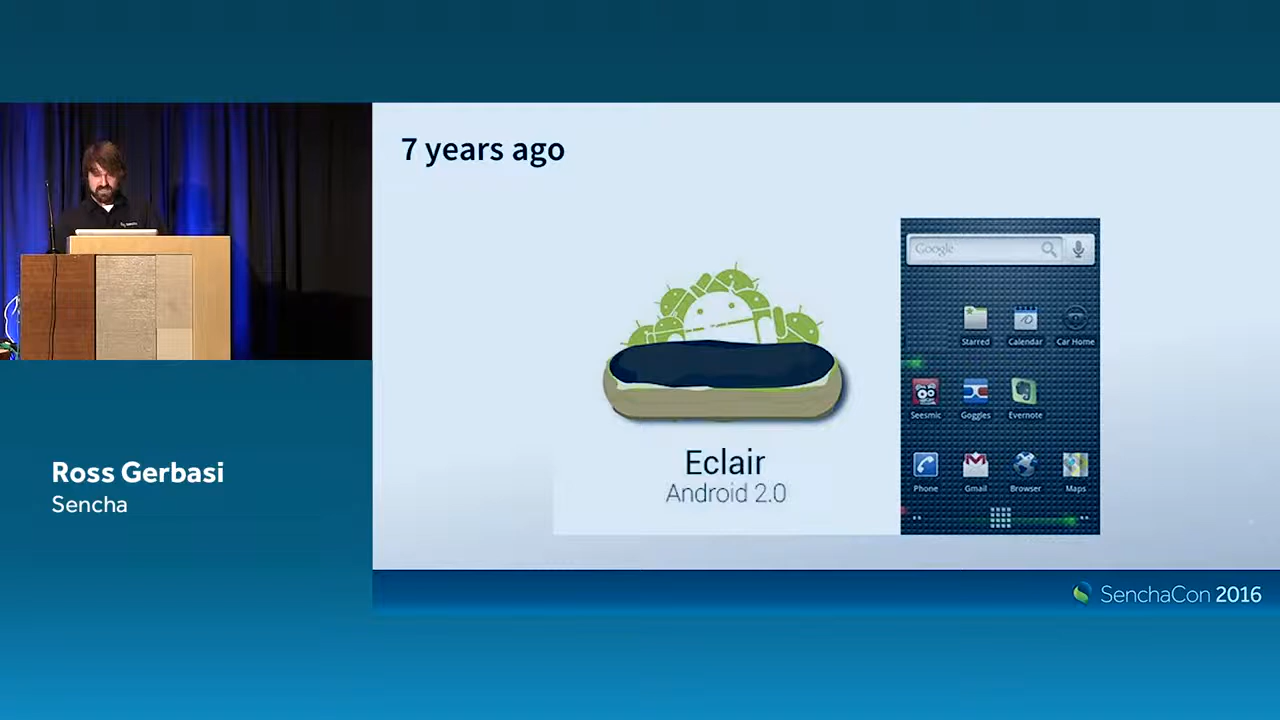 7 years ago
Google
Starred Calendar Car Home
Seesmic Goggles Evernote
Phone Gmail Browser Maps
Eclair
Android 2.0
Ross Gerbasi
Sencha
SenchaCon 2016